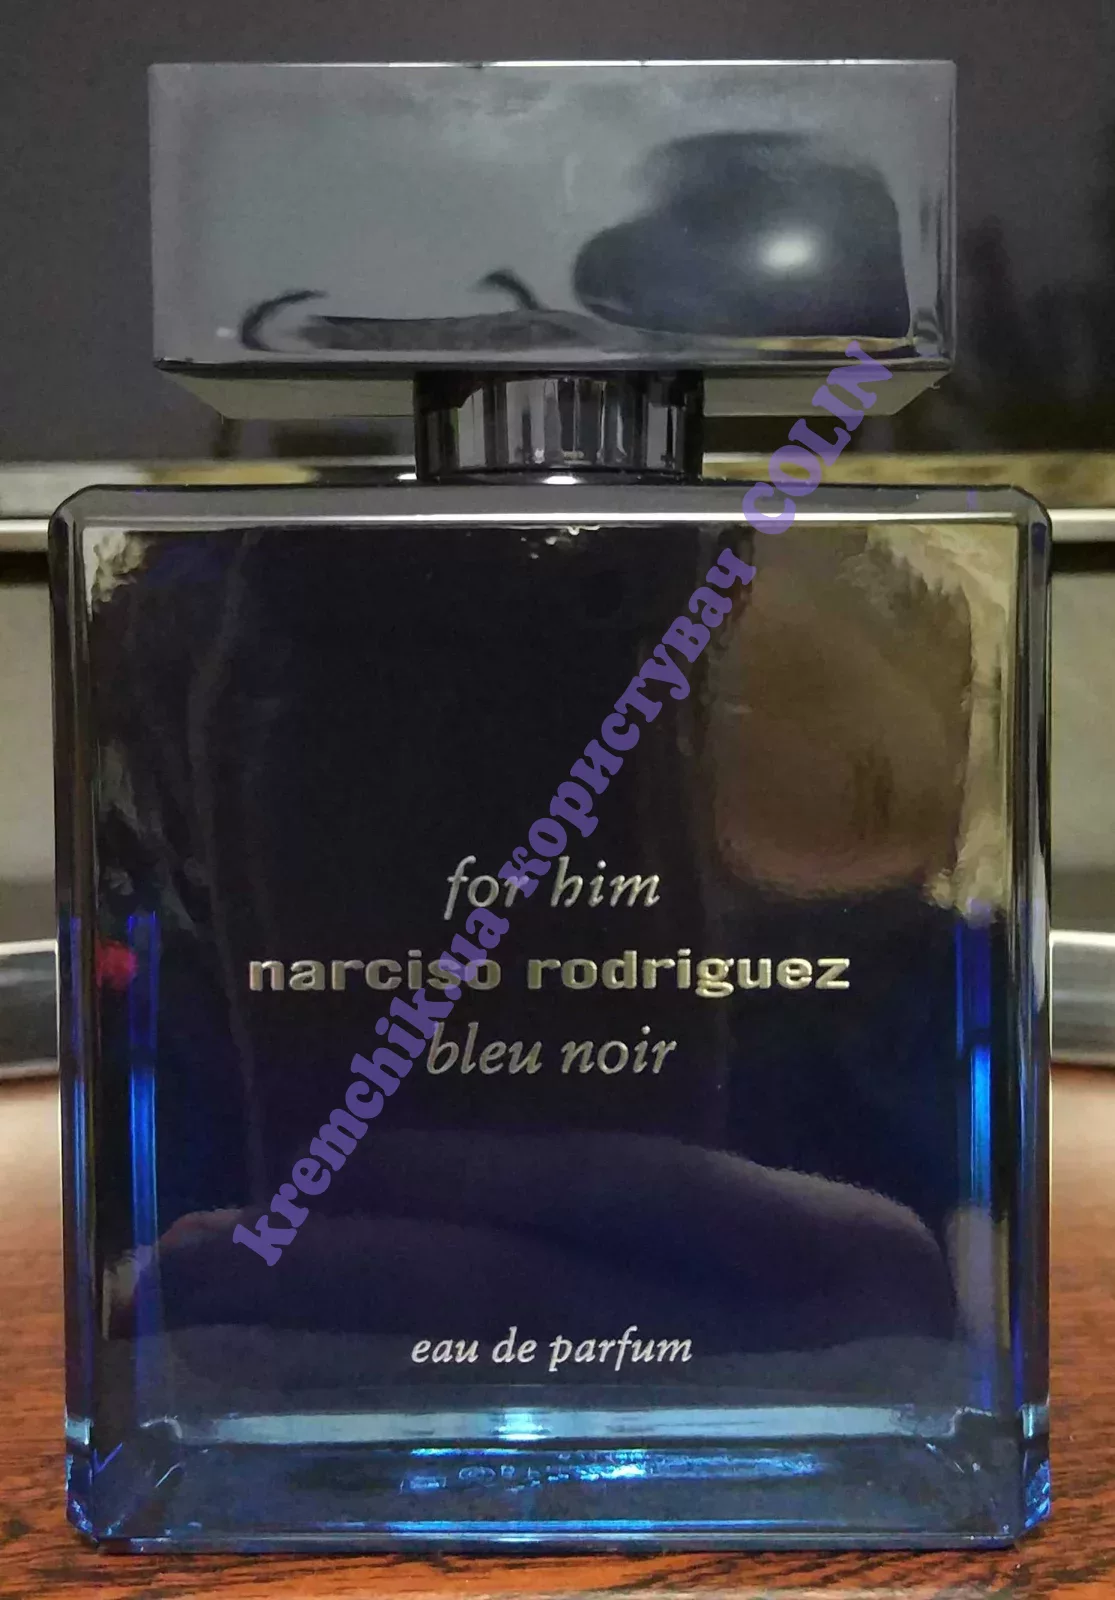 for him
narciso rodriguez
bleu noir
eau de parfum
kremchik.ua користувач COLIN